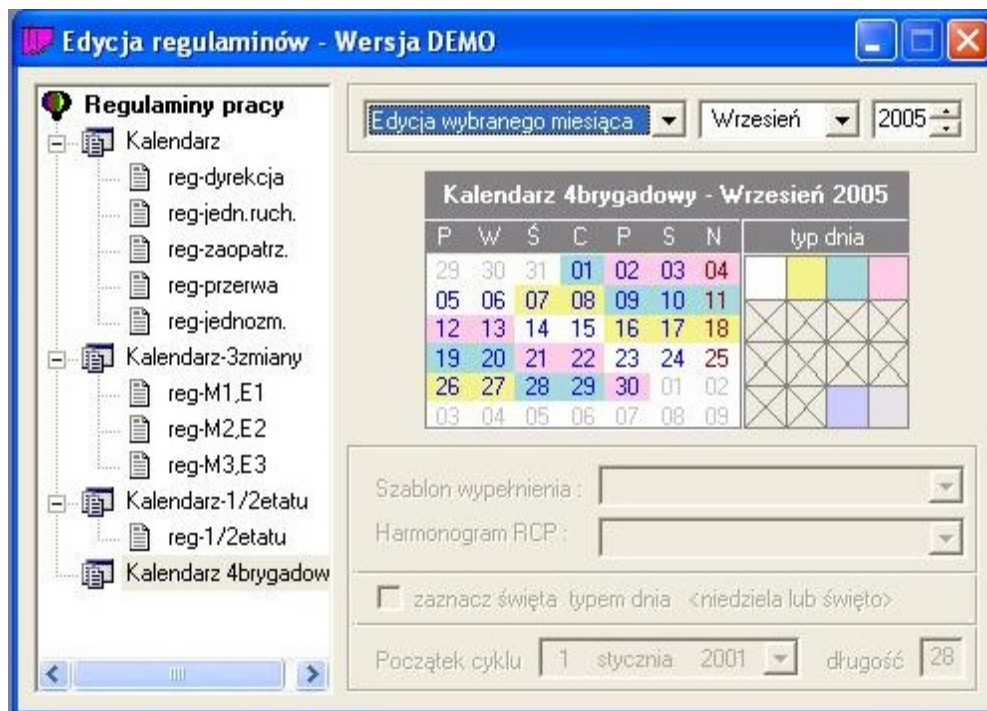 Edycja regulaminów - Wersja DEMO
Regulaminy pracy
Kalendarz
reg-dyrekcja
reg-jedn.ruch.
reg-zaopatrz.
reg-przerwa
reg-jednozm.
Kalendarz-3zmiany
reg-M1,E1
reg-M2,E2
reg-M3,E3
Kalendarz-1/2etatu
reg-1/2etatu
Kalendarz 4brygadow
Edycja wybranego miesiąca Wrzesień 2005
Kalendarz 4brygadowy - Wrzesień 2005
P W Ś C P S N typ dnia
29 30 31 01 02 03 04
05 06 07 08 09 10 11
12 13 14 15 16 17 18
19 20 21 22 23 24 25
26 27 28 29 30 01 02
03 04 05 06 07 08 09
Szablon wypełnienia :
Harmonogram RCP :
zaznacz święta typem dnia <niedziela lub święto>
Początek cyklu 1 stycznia 2001 długość 28